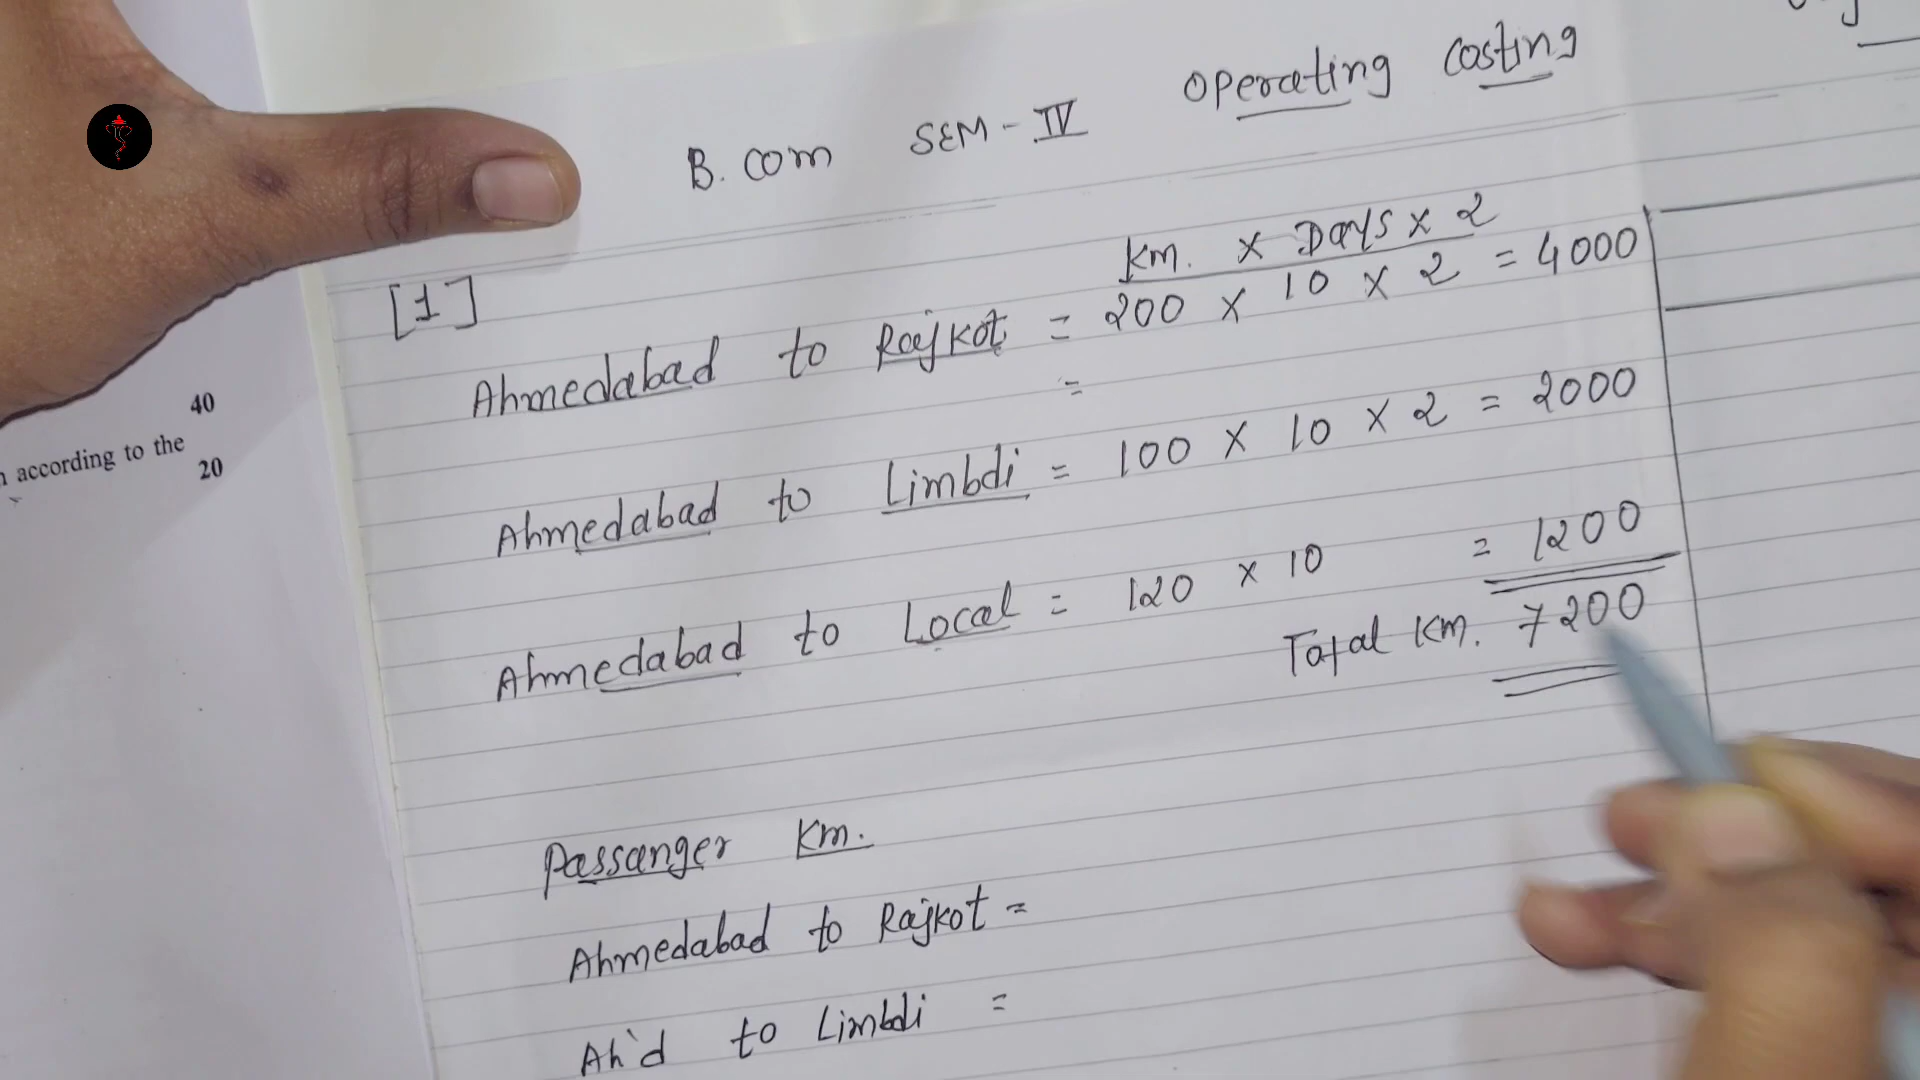 B. com SEM - IV Operating Costing
[1]
Km. x Days x 2
Ahmedabad to Rajkot = 200 x 10 x 2 = 4000
=
Ahmedabad to Limbdi = 100 x 10 x 2 = 2000
Ahmedabad to Local = 120 x 10 = 1200
Total Km. 7200
Passanger Km.
Ahmedabad to Rajkot =
Ah'd to Limbdi =
40
according to the
20